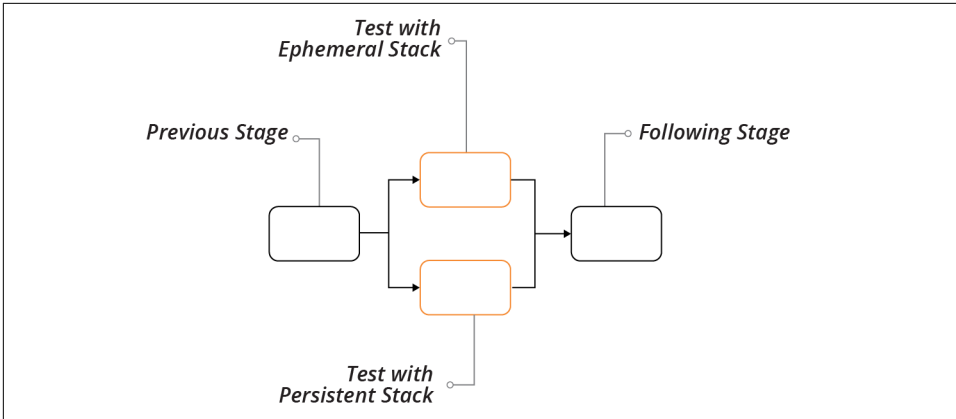 Test with
Ephemeral Stack
Previous Stage
Following Stage
Test with
Persistent Stack